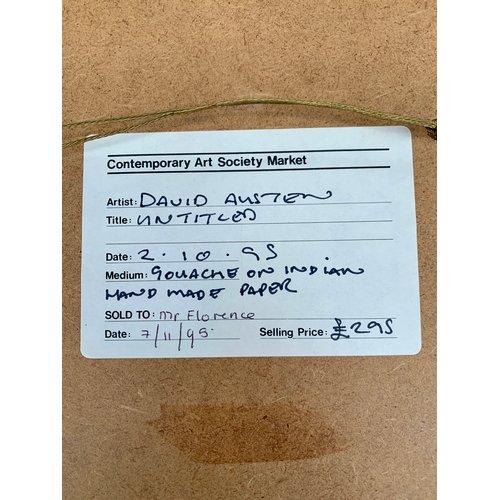 Contemporary Art Society Market
Artist: DAVID AUSTEN
Title: UNTITLED
Date: 2.10.95
Medium: GOUACHE ON INDIAN
HAND MADE PAPER
SOLD TO: Mr Florence
Date: 7/11/95 Selling Price: £295